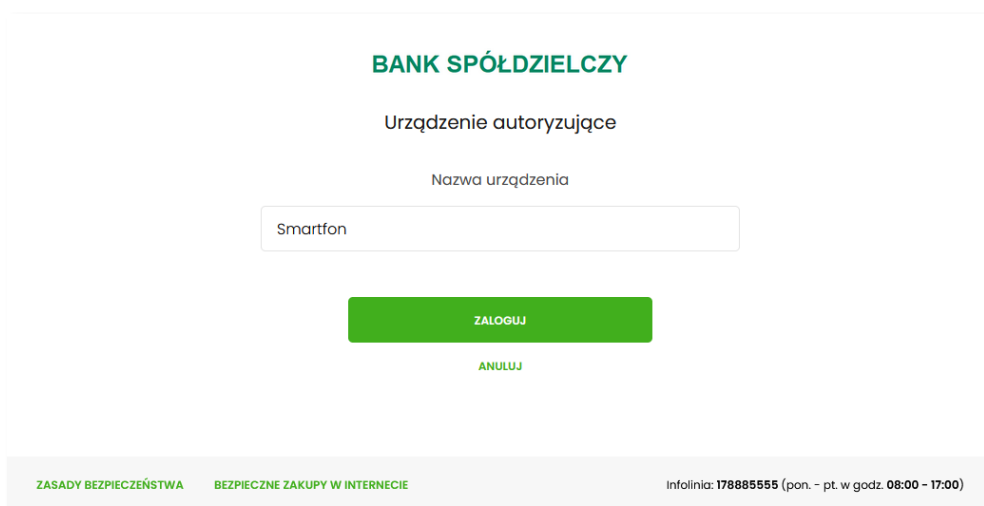 BANK SPÓŁDZIELCZY
Urządzenie autoryzujące
Nazwa urządzenia
Smartfon
ZALOGUJ
ANULUJ
ZASADY BEZPIECZEŃSTWA BEZPIECZNE ZAKUPY W INTERNECIE Infolinia: 178885555 (pon. - pt. w godz. 08:00 - 17:00)